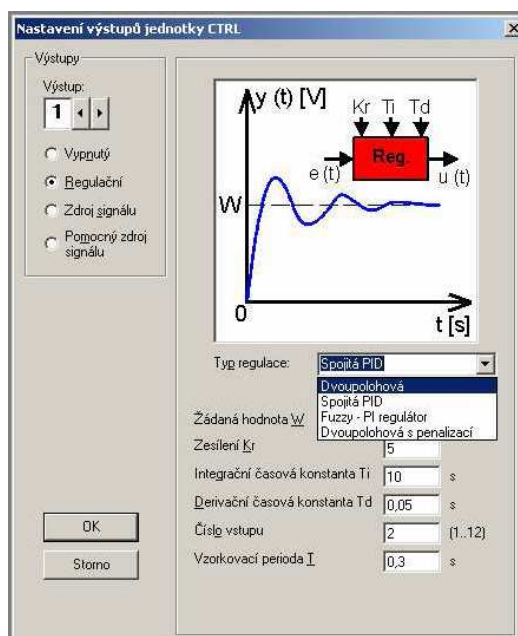 Nastavení výstupů jednotky CTRL
Výstupy
Výstup:
1
Vypnutý
Regulační
Zdroj signálu
Pomocný zdroj
signálu
y (t) [V]
Kr Ti Td
Reg.
e (t)
u (t)
W
0
t [s]
Typ regulace:
Spojitá PID
Dvoupolohová
Spojitá PID
Fuzzy - PI regulátor
Dvoupolohová s penalizací
Žádaná hodnota W
Zesílení Kr
5
Integrační časová konstanta Ti
10
s
Derivační časová konstanta Td
0,05
s
Číslo vstupu
2
(1..12)
Vzorkovací perioda T
0,3
s
OK
Storno